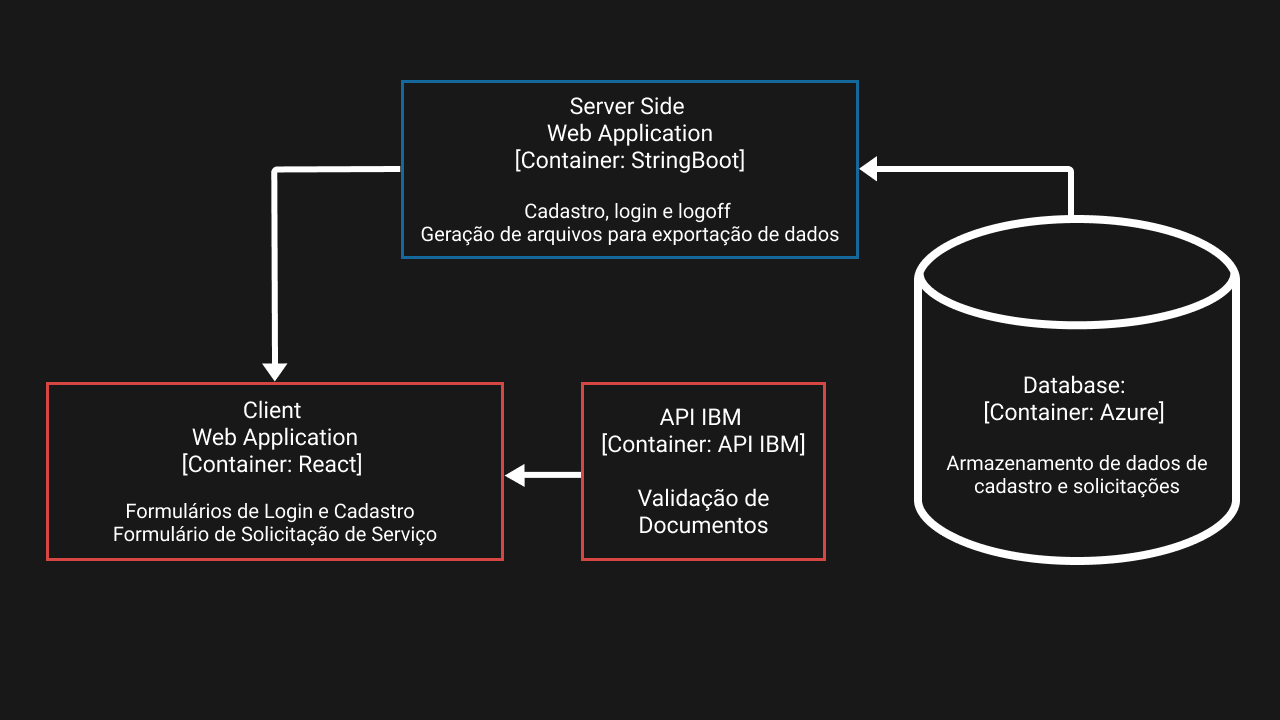 Server Side
Web Application
[Container: StringBoot]
Cadastro, login e logoff
Geração de arquivos para exportação de dados
Client
Web Application
[Container: React]
Formulários de Login e Cadastro
Formulário de Solicitação de Serviço
API IBM
[Container: API IBM]
Validação de
Documentos
Database:
[Container: Azure]
Armazenamento de dados de
cadastro e solicitações